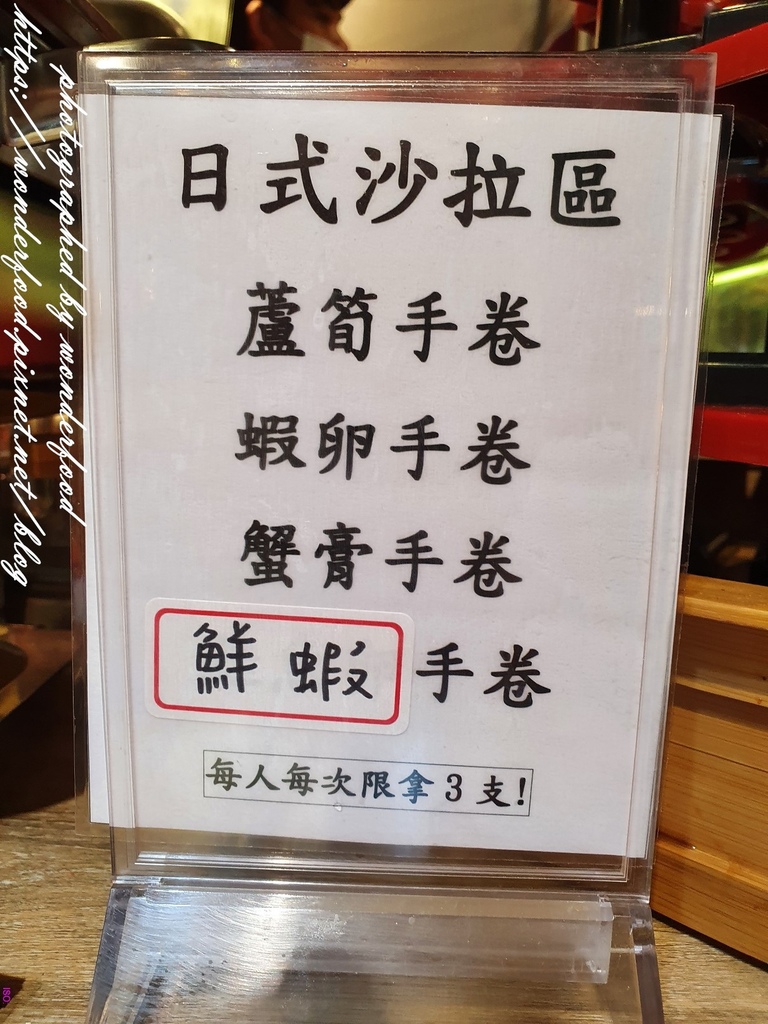 日式沙拉區
蘆筍手卷
蝦卵手卷
蟹膏手卷
鮮蝦手卷
每人每次限拿3支!
photographed by wonderfood
https://wonderfood.pixnet.net/blog